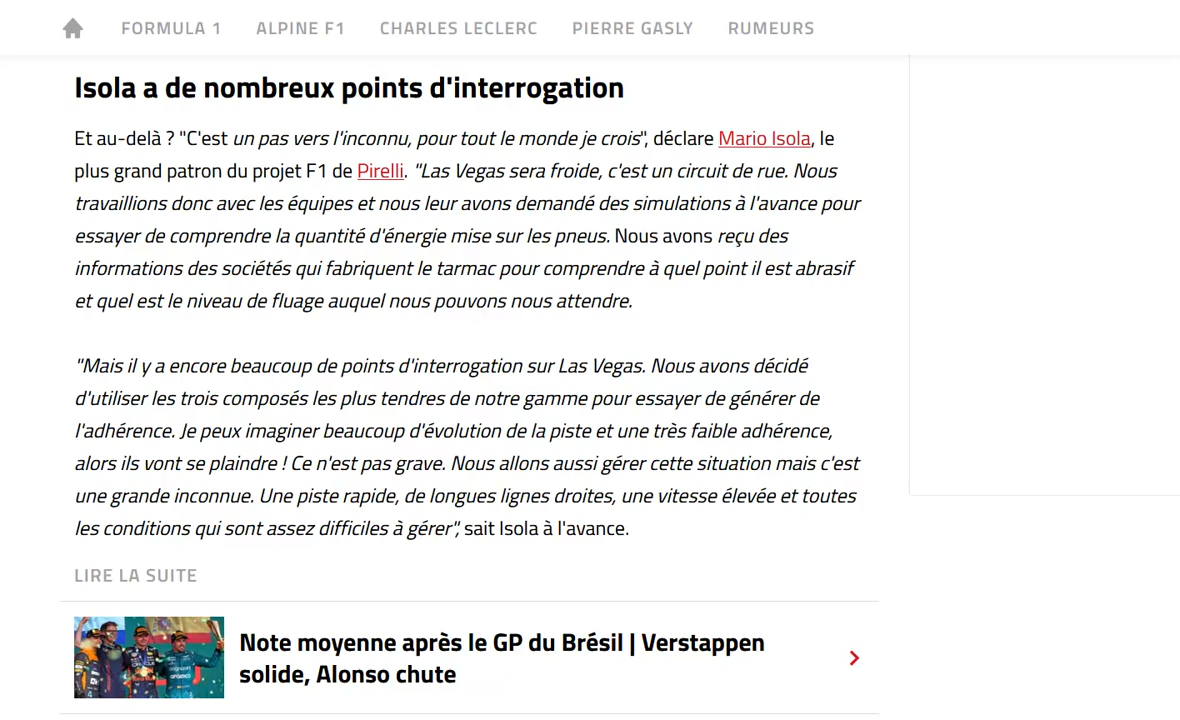 FORMULA 1 ALPINE F1 CHARLES LECLERC PIERRE GASLY RUMEURS
Isola a de nombreux points d'interrogation
Et au-delà ? "C'est un pas vers l'inconnu, pour tout le monde je crois", déclare Mario Isola, le
plus grand patron du projet F1 de Pirelli. "Las Vegas sera froide, c'est un circuit de rue. Nous
travaillions donc avec les équipes et nous leur avons demandé des simulations à l'avance pour
essayer de comprendre la quantité d'énergie mise sur les pneus. Nous avons reçu des
informations des sociétés qui fabriquent le tarmac pour comprendre à quel point il est abrasif
et quel est le niveau de fluage auquel nous pouvons nous attendre.
"Mais il y a encore beaucoup de points d'interrogation sur Las Vegas. Nous avons décidé
d'utiliser les trois composés les plus tendres de notre gamme pour essayer de générer de
l'adhérence. Je peux imaginer beaucoup d'évolution de la piste et une très faible adhérence,
alors ils vont se plaindre ! Ce n'est pas grave. Nous allons aussi gérer cette situation mais c'est
une grande inconnue. Une piste rapide, de longues lignes droites, une vitesse élevée et toutes
les conditions qui sont assez difficiles à gérer", sait Isola à l'avance.
LIRE LA SUITE
Note moyenne après le GP du Brésil | Verstappen
solide, Alonso chute